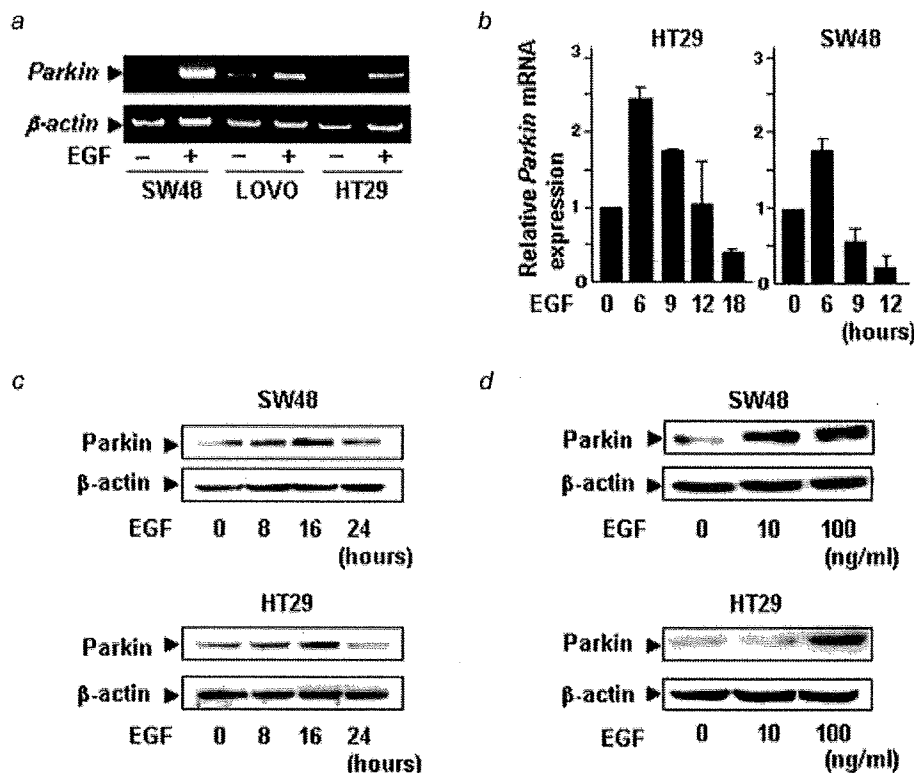 a
Parkin
β-actin
EGF − + − + − +
SW48 LOVO HT29
b
HT29 SW48
Relative Parkin mRNA expression
3 2 1 0
3 2 1 0
EGF 0 6 9 12 18 0 6 9 12
(hours)
c
SW48
Parkin
β-actin
EGF 0 8 16 24
(hours)
HT29
Parkin
β-actin
EGF 0 8 16 24
(hours)
d
SW48
Parkin
β-actin
EGF 0 10 100
(ng/ml)
HT29
Parkin
β-actin
EGF 0 10 100
(ng/ml)